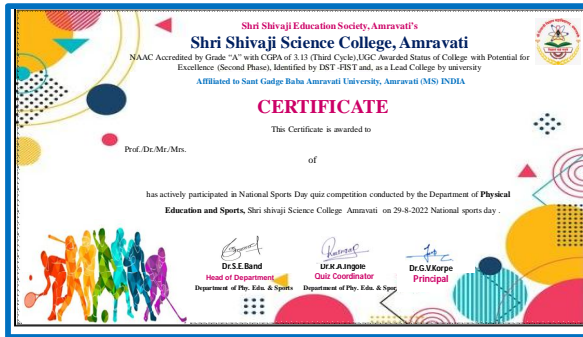 Shri Shivaji Education Society, Amravati's
Shri Shivaji Science College, Amravati
NAAC Accredited by Grade "A" with CGPA of 3.13 (Third Cycle),UGC Awarded Status of College with Potential for
Excellence (Second Phase), Identified by DST -FIST and, as a Lead College by university
Affiliated to Sant Gadge Baba Amravati University, Amravati (MS) INDIA
CERTIFICATE
This Certificate is awarded to
Prof./Dr./Mr./Mrs.
of
has actively participated in National Sports Day quiz competition conducted by the Department of Physical
Education and Sports, Shri shivaji Science College Amravati on 29-8-2022 National sports day .
Dr.S.E.Band
Head of Department
Department of Phy. Edu. & Sports
Dr.R.A.Ingole
Quiz Coordinator
Department of Phy. Edu. & Spor
Dr.G.V.Korpe
Principal